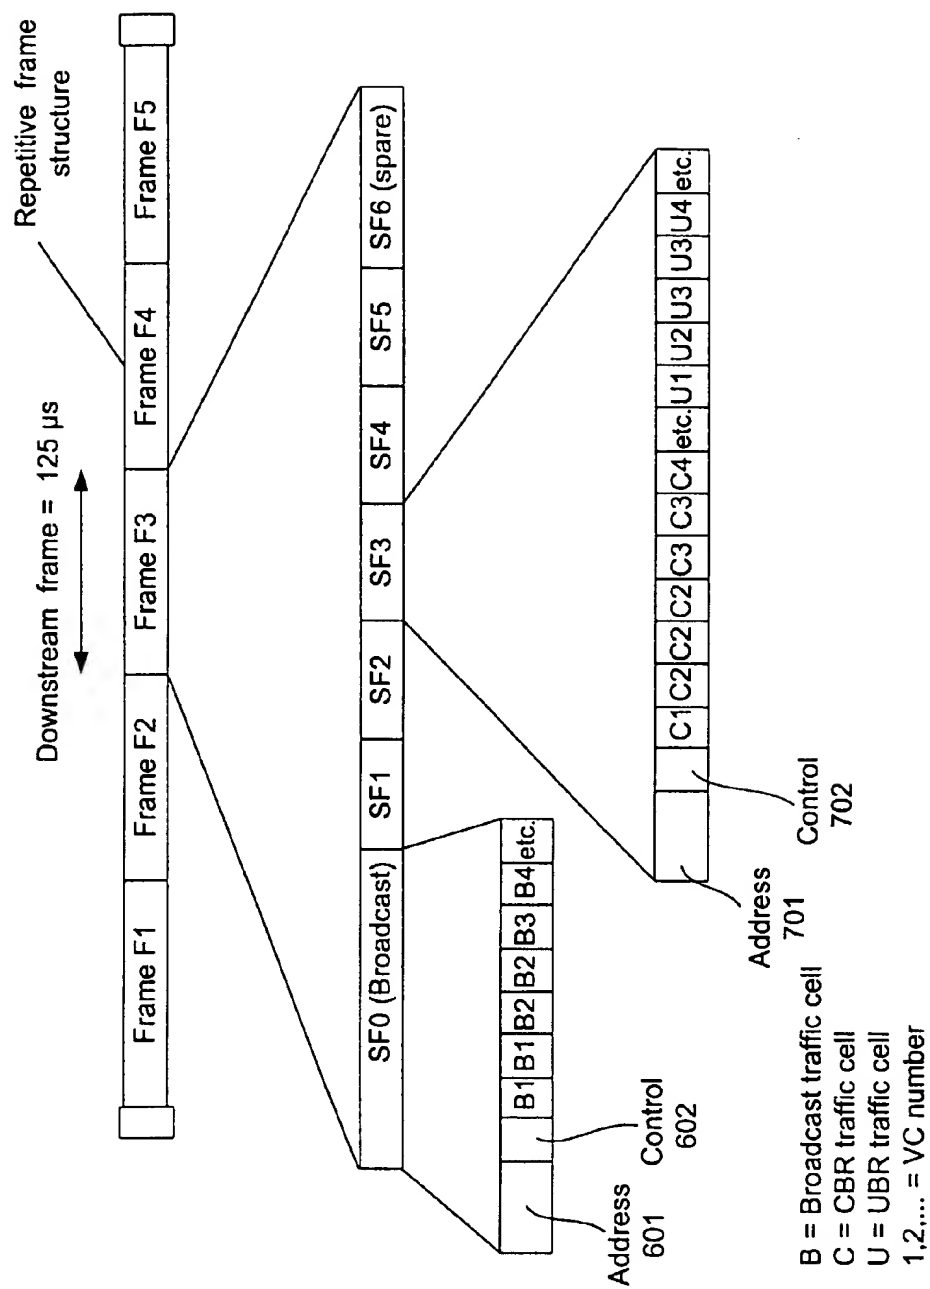 Repetitive frame
structure
Downstream frame = 125 µs
Frame F1
Frame F2
Frame F3
Frame F4
Frame F5
SF0 (Broadcast)
SF1
SF2
SF3
SF4
SF5
SF6 (spare)
B1 B1 B2 B2 B3 B4 etc.
Address
601
Control
602
C1 C2 C2 C2 C3 C3 C4 etc. U1 U2 U3 U3 U4 etc.
Address
701
Control
702
B = Broadcast traffic cell
C = CBR traffic cell
U = UBR traffic cell
1,2,... = VC number